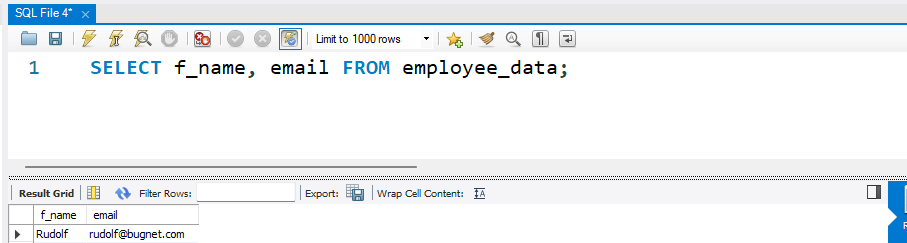 SQL File 4*
Limit to 1000 rows
1 SELECT f_name, email FROM employee_data;
Result Grid Filter Rows: Export: Wrap Cell Content:
f_name email
Rudolf rudolf@bugnet.com